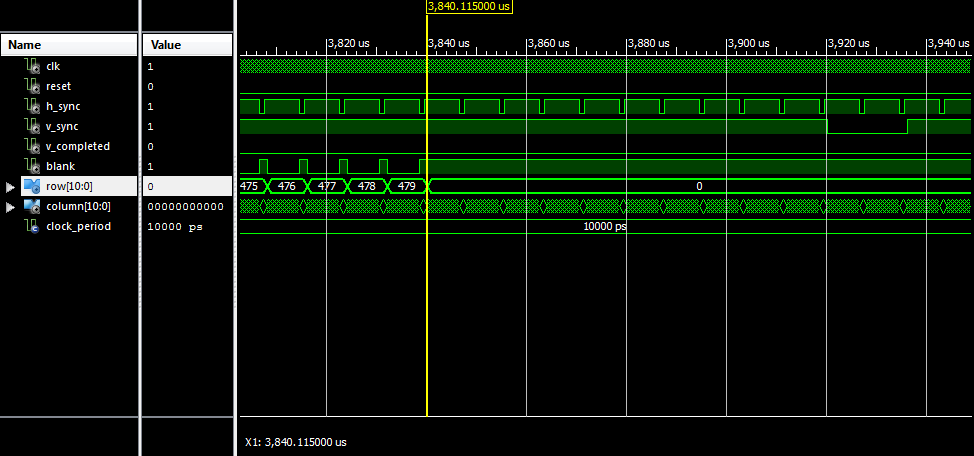 3,840.115000 us
Name Value 3,820 us 3,840 us 3,860 us 3,880 us 3,900 us 3,920 us 3,940 us
clk 1
reset 0
h_sync 1
v_sync 1
v_completed 0
blank 1
row[10:0] 0 475 476 477 478 479 0
column[10:0] 00000000000
clock_period 10000 ps 10000 ps
X1: 3,840.115000 us